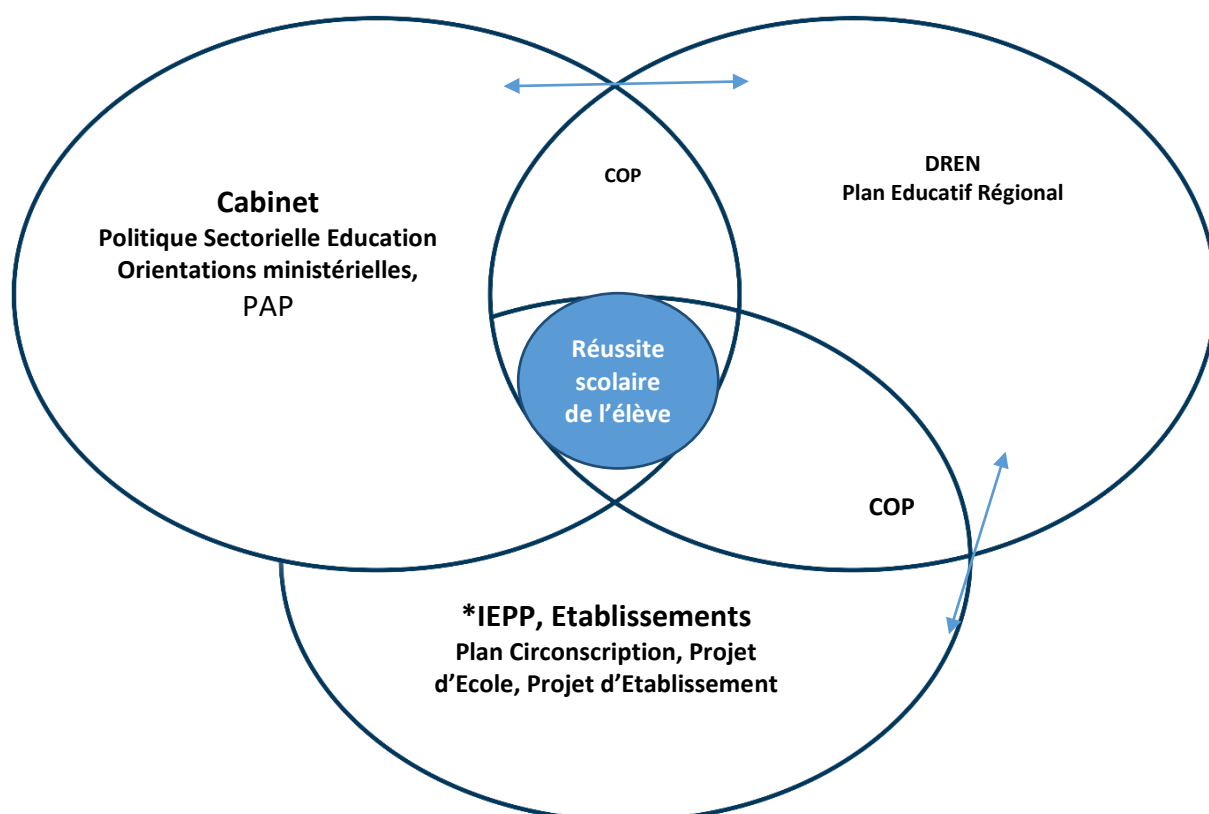 COP
DREN
Plan Educatif Régional
Cabinet
Politique Sectorielle Education
Orientations ministérielles,
PAP
Réussite
scolaire
de l'élève
COP
*IEPP, Etablissements
Plan Circonscription, Projet
d'Ecole, Projet d'Etablissement